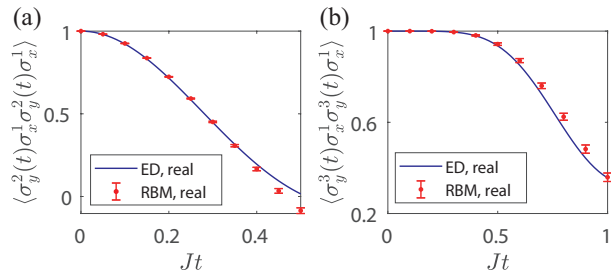 (a)
⟨σ_y^2(t)σ_x^1σ_y^2(t)σ_x^1⟩
1
0.5
0
ED, real
RBM, real
0
0.2
0.4
Jt
(b)
⟨σ_y^3(t)σ_x^1σ_y^3(t)σ_x^1⟩
1
0.6
0.2
ED, real
RBM, real
0
0.5
1
Jt